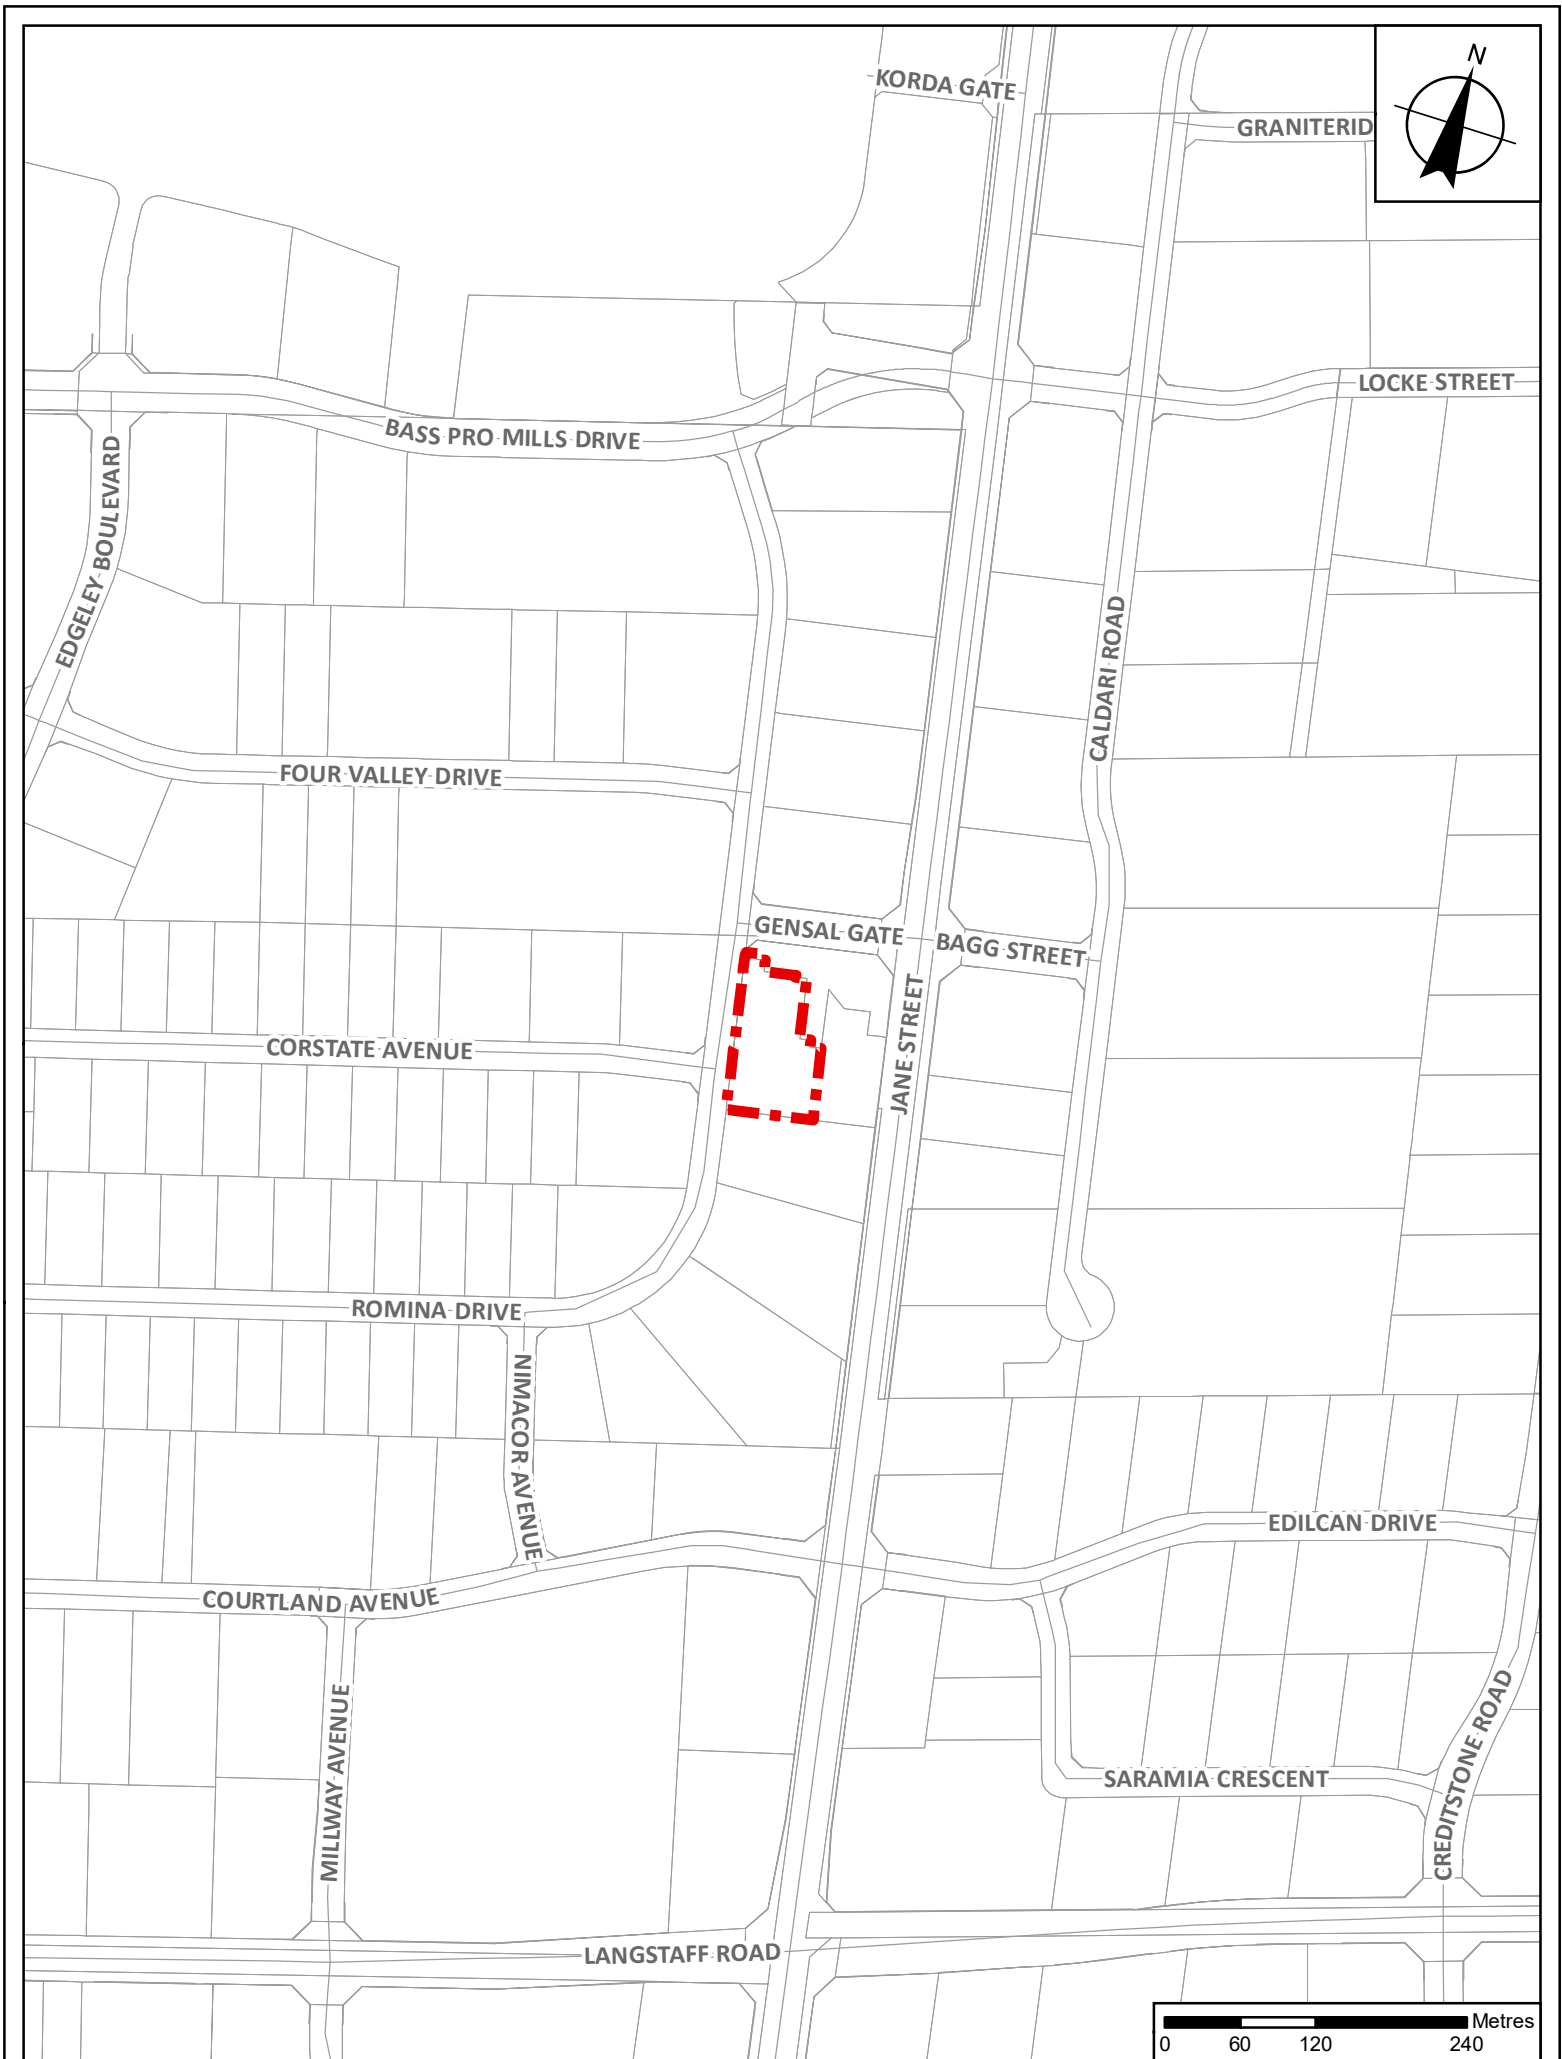 N
KORDA GATE
GRANITERID
LOCKE STREET
BASS PRO MILLS DRIVE
EDGELEY BOULEVARD
CALDARI ROAD
FOUR VALLEY DRIVE
GENSAL GATE
BAGG STREET
JANE STREET
CORSTATE AVENUE
ROMINA DRIVE
NIMACOR AVENUE
EDILCAN DRIVE
COURTLAND AVENUE
MILLWAY AVENUE
CREDITSTONE ROAD
SARAMIA CRESCENT
LANGSTAFF ROAD
Metres
0 60 120 240